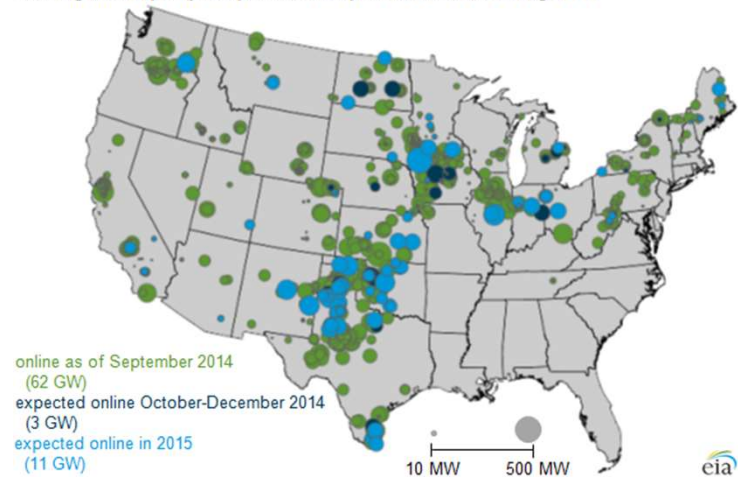 online as of September 2014
(62 GW)
expected online October-December 2014
(3 GW)
expected online in 2015
(11 GW)
10 MW 500 MW
eia